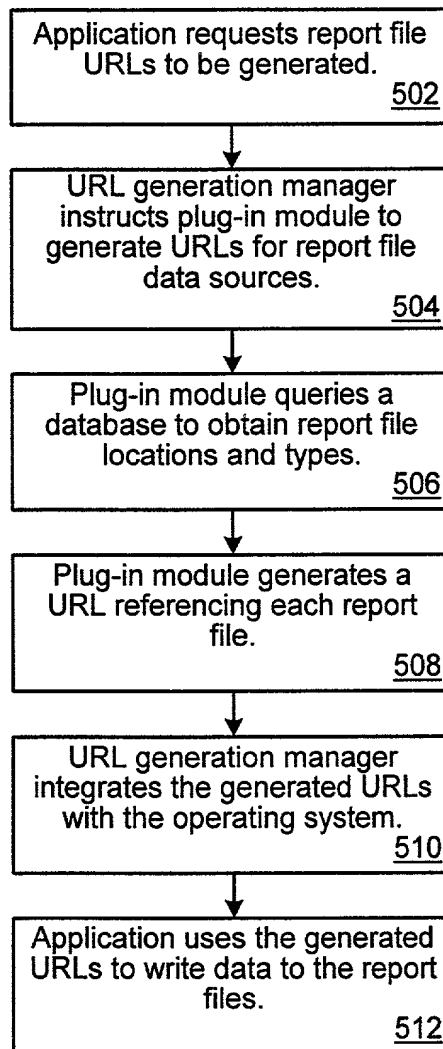 Application requests report file
URLs to be generated.
502
URL generation manager
instructs plug-in module to
generate URLs for report file
data sources.
504
Plug-in module queries a
database to obtain report file
locations and types.
506
Plug-in module generates a
URL referencing each report
file.
508
URL generation manager
integrates the generated URLs
with the operating system.
510
Application uses the generated
URLs to write data to the report
files.
512